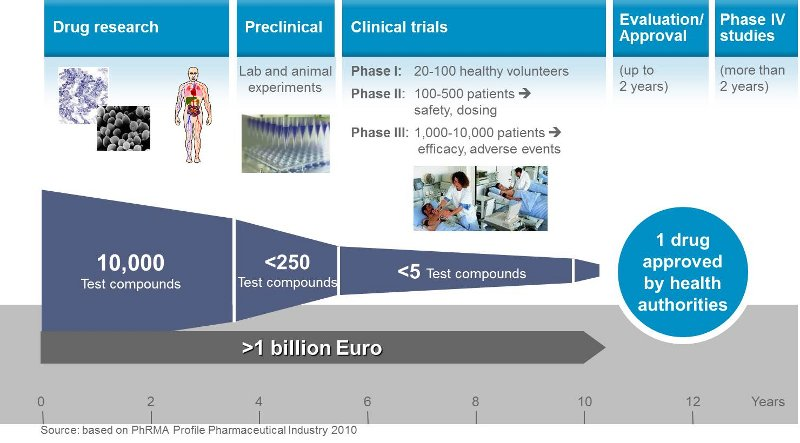 Drug research
Preclinical
Clinical trials
Evaluation/
Approval
Phase IV
studies
Lab and animal
experiments
Phase I: 20-100 healthy volunteers
Phase II: 100-500 patients ➔
safety, dosing
Phase III: 1,000-10,000 patients ➔
efficacy, adverse events
(up to
2 years)
(more than
2 years)
10,000
Test compounds
<250
Test compounds
<5 Test compounds
1 drug
approved
by health
authorities
>1 billion Euro
0 2 4 6 8 10 12 Years
Source: based on PhRMA Profile Pharmaceutical Industry 2010